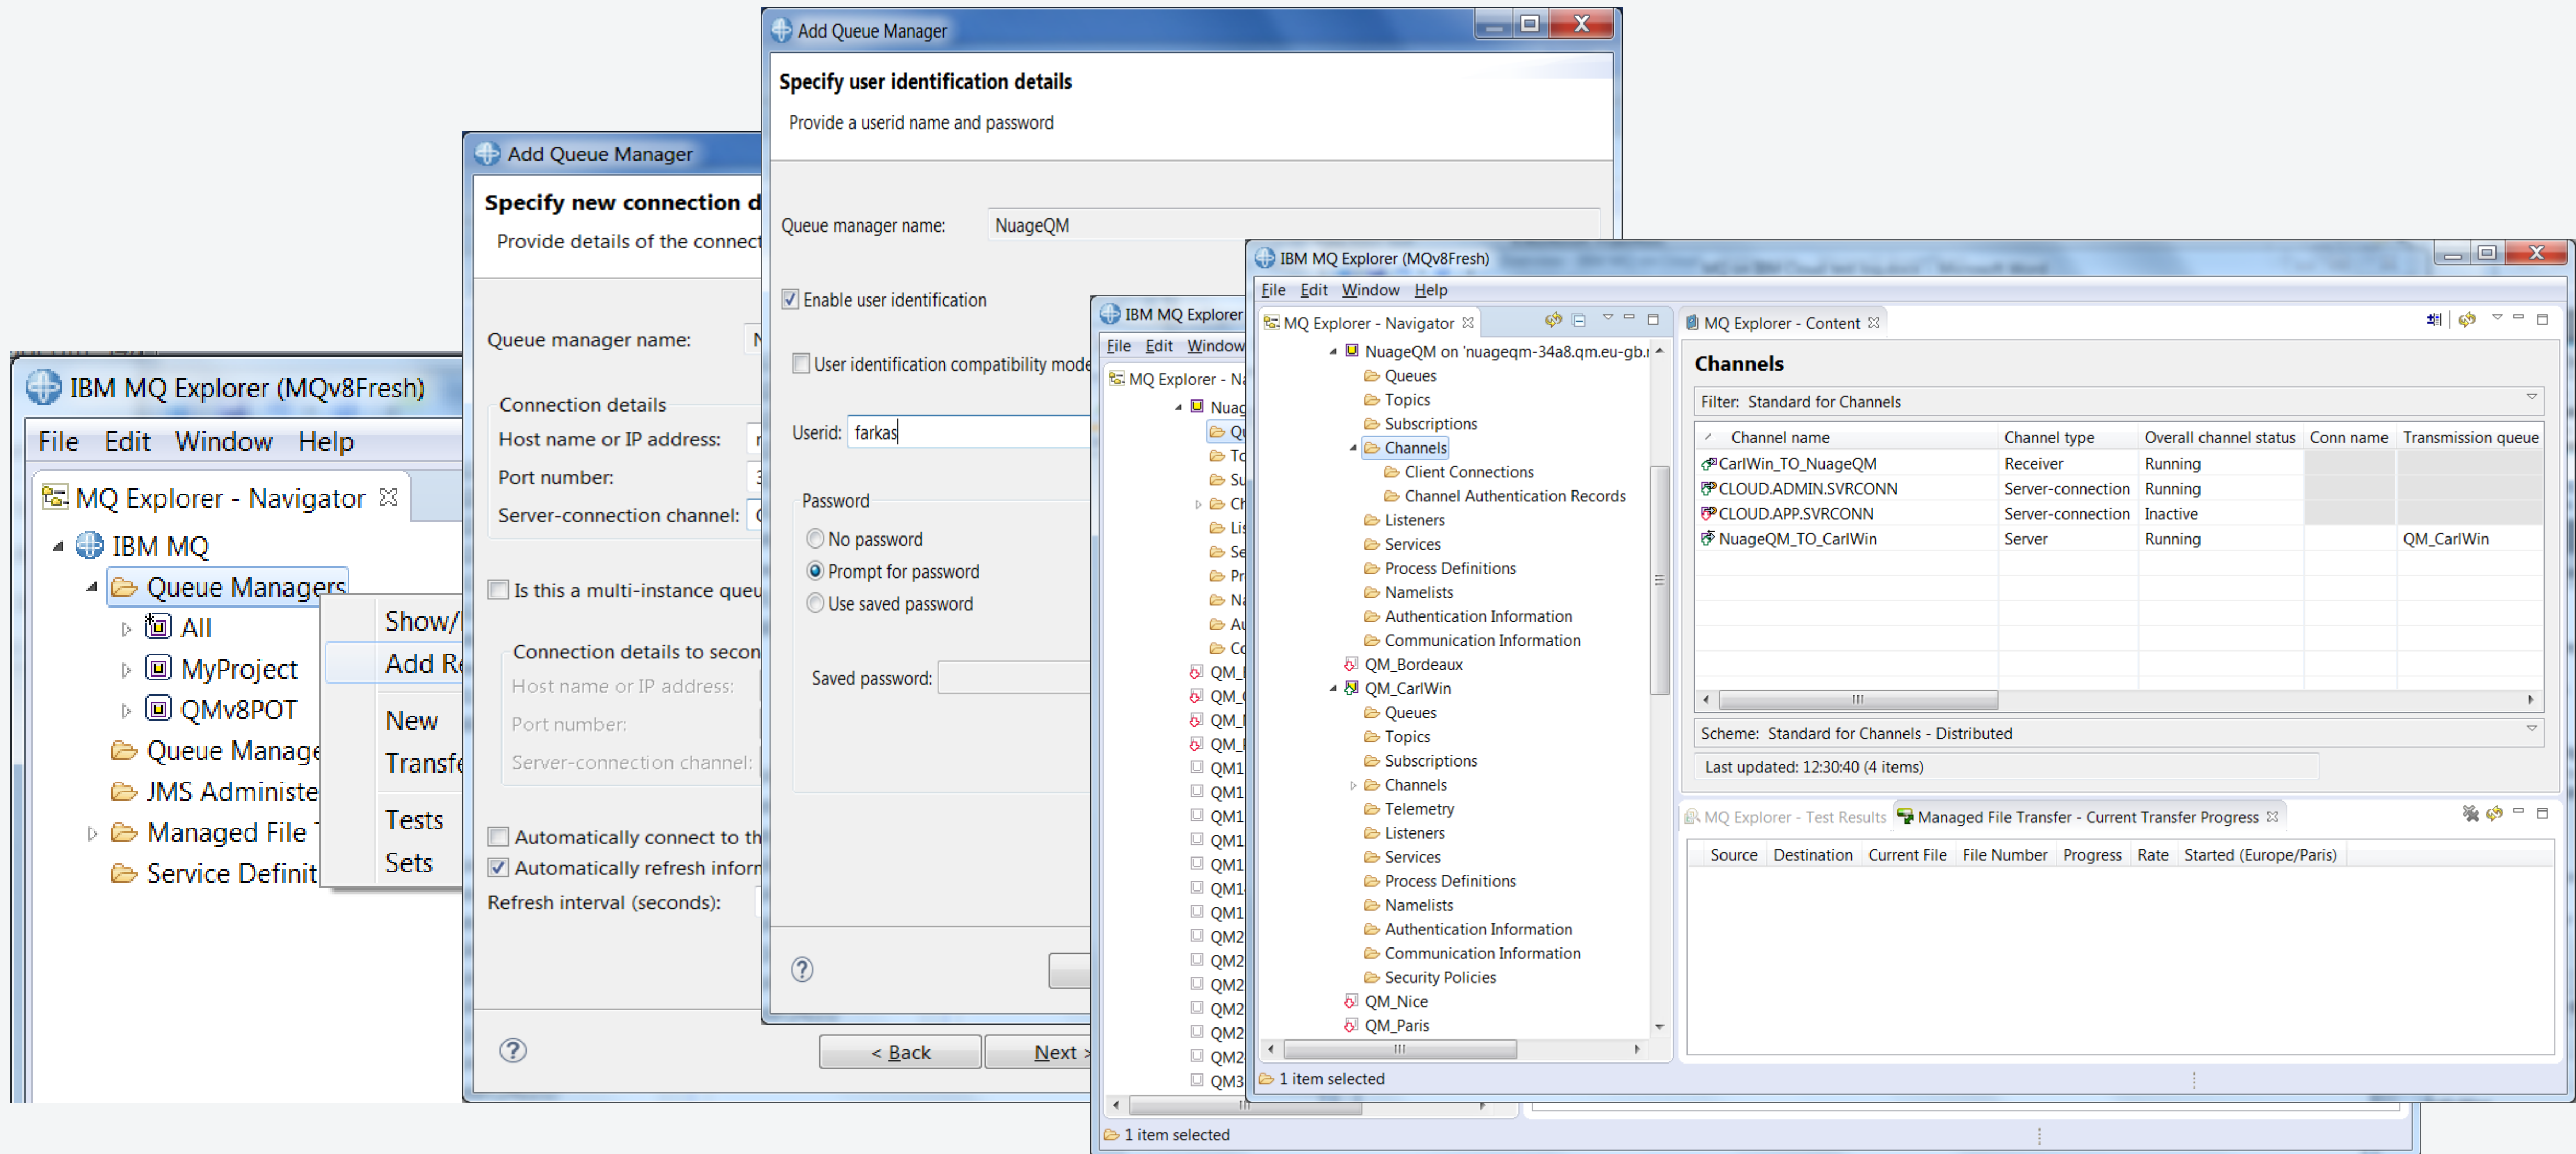 IBM MQ Explorer (MQv8Fresh)
File Edit Window Help
MQ Explorer - Navigator
IBM MQ
Queue Managers
All
MyProject
QMv8POT
Queue
JMS
Managed File
Service
Show/
Add
New
Tests
Sets
Add Queue Manager
Specify new connection
Provide details of the
Queue manager name:
Connection details
Host name or IP address:
Port number:
Server-connection channel:
Is this a multi-instance
Connection details to
Host name or IP address:
Port number:
Server-connection channel:
Automatically connect to
Automatically refresh
Refresh interval (seconds):
< Back
Next >
Add Queue Manager
Specify user identification details
Provide a userid name and password
Queue manager name: NuageQM
Enable user identification
User identification compatibility mode
Userid: farkas
Password
No password
Prompt for password
Use saved password
Saved password:
IBM MQ Explorer
File Edit Window
MQ Explorer -
1 item selected
IBM MQ Explorer (MQv8Fresh)
File Edit Window Help
MQ Explorer - Navigator
NuageQM on 'nuageqm-34a8.qm.eu-gb.
Queues
Topics
Subscriptions
Channels
Client Connections
Channel Authentication Records
Listeners
Services
Process Definitions
Namelists
Authentication Information
Communication Information
QM_Bordeaux
QM_CarlWin
Queues
Topics
Subscriptions
Channels
Telemetry
Listeners
Services
Process Definitions
Namelists
Authentication Information
Communication Information
Security Policies
QM_Nice
QM_Paris
1 item selected
MQ Explorer - Content
Channels
Filter: Standard for Channels
Channel name Channel type Overall channel status Conn name Transmission queue
CarlWin_TO_NuageQM Receiver Running
CLOUD.ADMIN.SVRCONN Server-connection Running
CLOUD.APP.SVRCONN Server-connection Inactive
NuageQM_TO_CarlWin Server Running QM_CarlWin
Scheme: Standard for Channels - Distributed
Last updated: 12:30:40 (4 items)
MQ Explorer - Test Results Managed File Transfer - Current Transfer Progress
Source Destination Current File File Number Progress Rate Started (Europe/Paris)